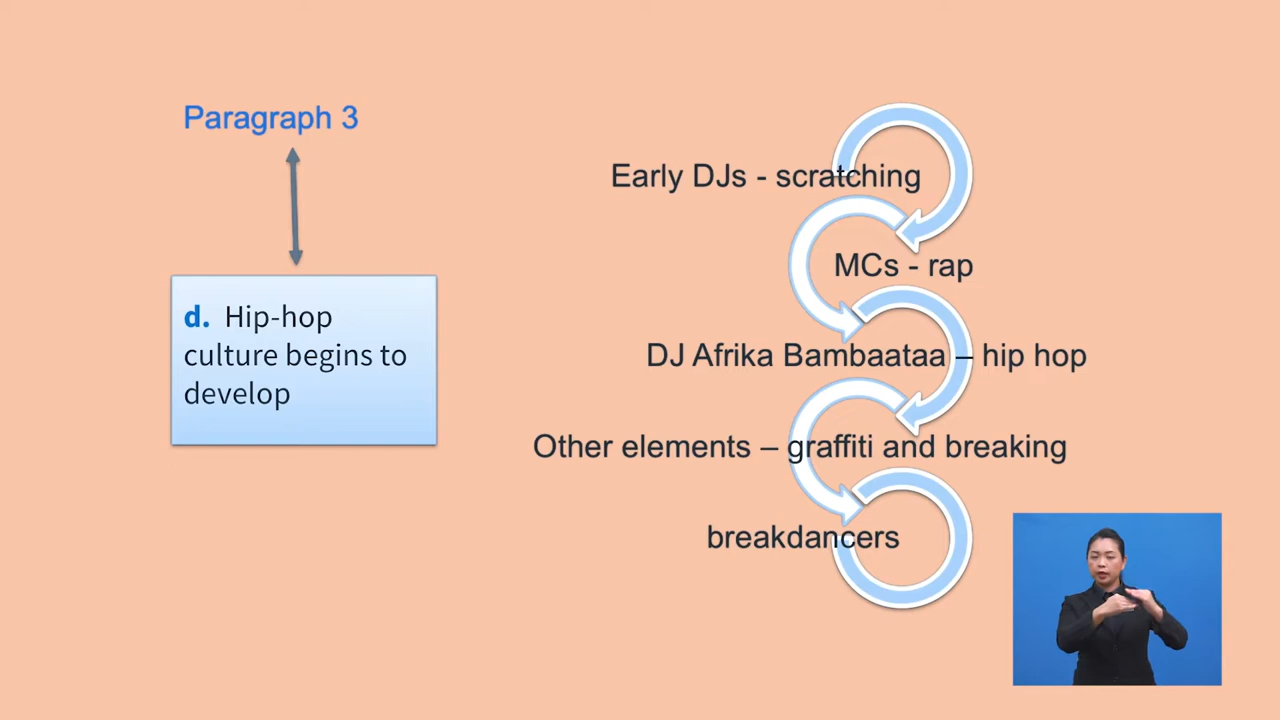 Paragraph 3
d. Hip-hop
culture begins to
develop
Early DJs - scratching
MCs - rap
DJ Afrika Bambaataa – hip hop
Other elements – graffiti and breaking
breakdancers